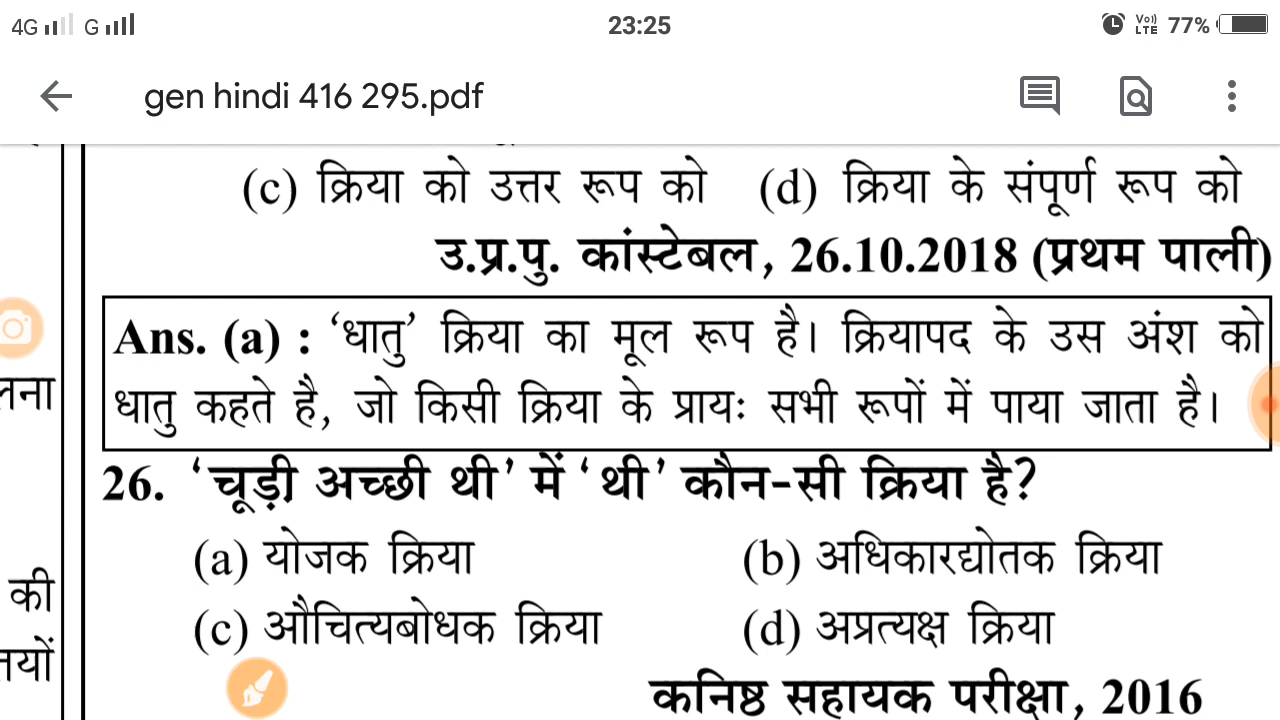 4G G 23:25 Vo)) LTE 77%
gen hindi 416 295.pdf
(c) क्रिया को उत्तर रूप को (d) क्रिया के संपूर्ण रूप को
उ.प्र.पु. कांस्टेबल, 26.10.2018 (प्रथम पाली)
Ans. (a) : ‘धातु’ क्रिया का मूल रूप है। क्रियापद के उस अंश को
धातु कहते है, जो किसी क्रिया के प्रायः सभी रूपों में पाया जाता है।
26. ‘चूड़ी अच्छी थी’ में ‘थी’ कौन-सी क्रिया है?
(a) योजक क्रिया (b) अधिकारद्योतक क्रिया
(c) औचित्यबोधक क्रिया (d) अप्रत्यक्ष क्रिया
कनिष्ठ सहायक परीक्षा, 2016
की